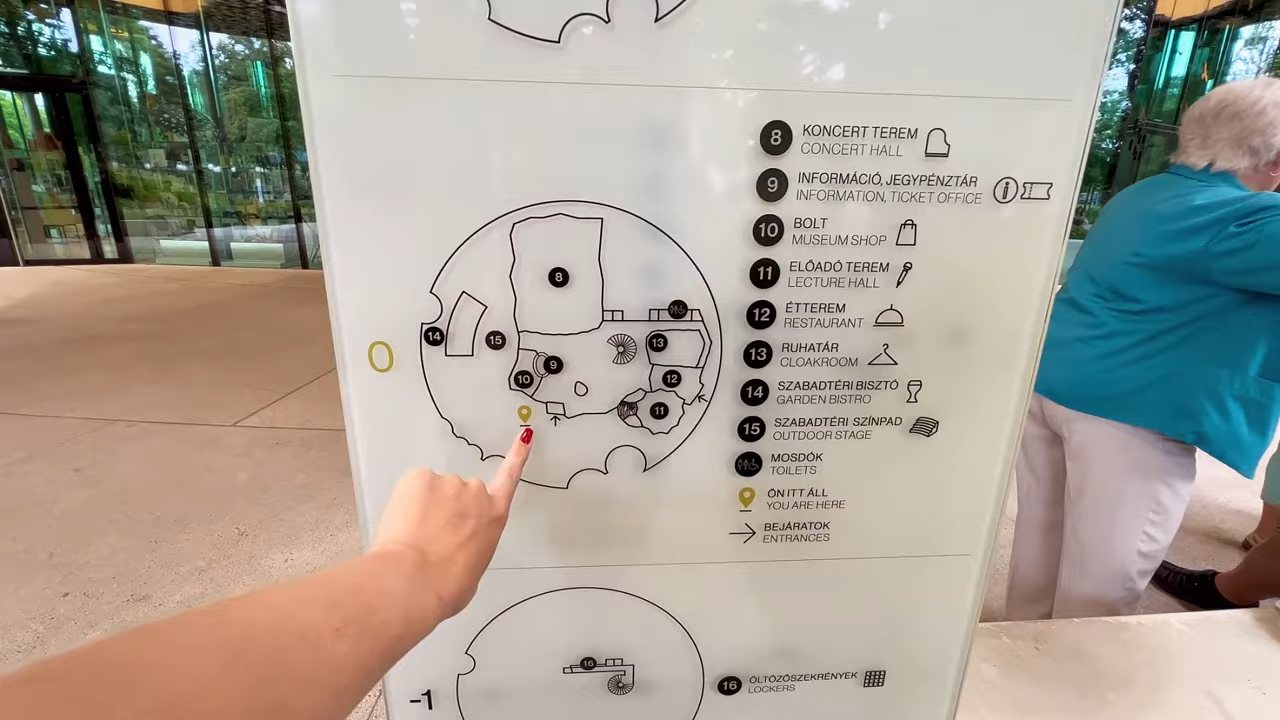 8 KONCERT TEREM
CONCERT HALL
9 INFORMÁCIÓ, JEGYPÉNZTÁR
INFORMATION, TICKET OFFICE
10 BOLT
MUSEUM SHOP
11 ELŐADÓ TEREM
LECTURE HALL
12 ÉTTEREM
RESTAURANT
13 RUHATÁR
CLOAKROOM
14 SZABADTÉRI BISZTÓ
GARDEN BISTRO
15 SZABADTÉRI SZÍNPAD
OUTDOOR STAGE
MOSDÓK
TOILETS
ÖN ITT ÁLL
YOU ARE HERE
BEJÁRATOK
ENTRANCES
0
8
14
15
13
9
10
12
11
-1
16
16 ÖLTÖZŐSZEKRÉNYEK
LOCKERS